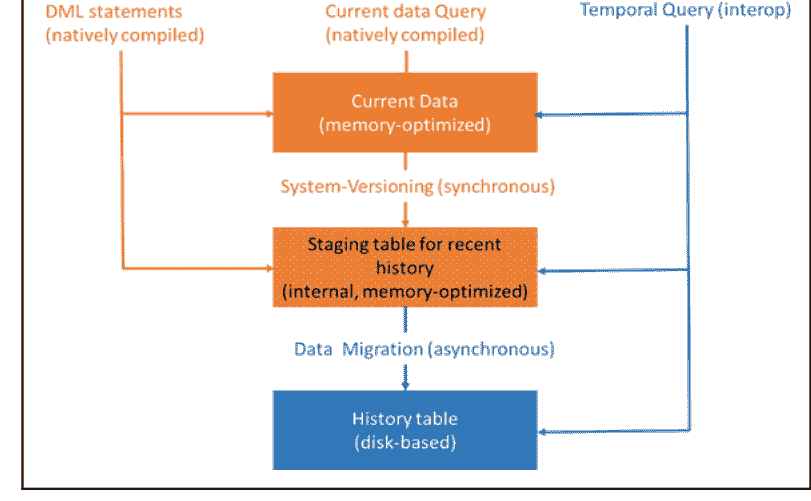 DML statements
(natively compiled)
Current data Query
(natively compiled)
Temporal Query (interop)
Current Data
(memory-optimized)
System-Versioning (synchronous)
Staging table for recent
history
(internal, memory-optimized)
Data Migration (asynchronous)
History table
(disk-based)